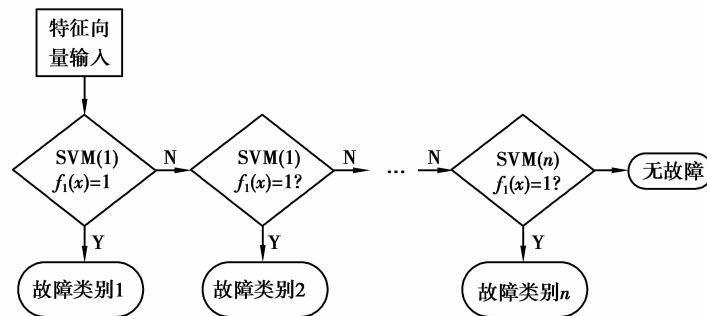 特征向
量输入
SVM(1)
f₁(x)=1
N
SVM(1)
f₁(x)=1?
N
···
N
SVM(n)
f₁(x)=1?
无故障
Y
Y
Y
故障类别1
故障类别2
故障类别n